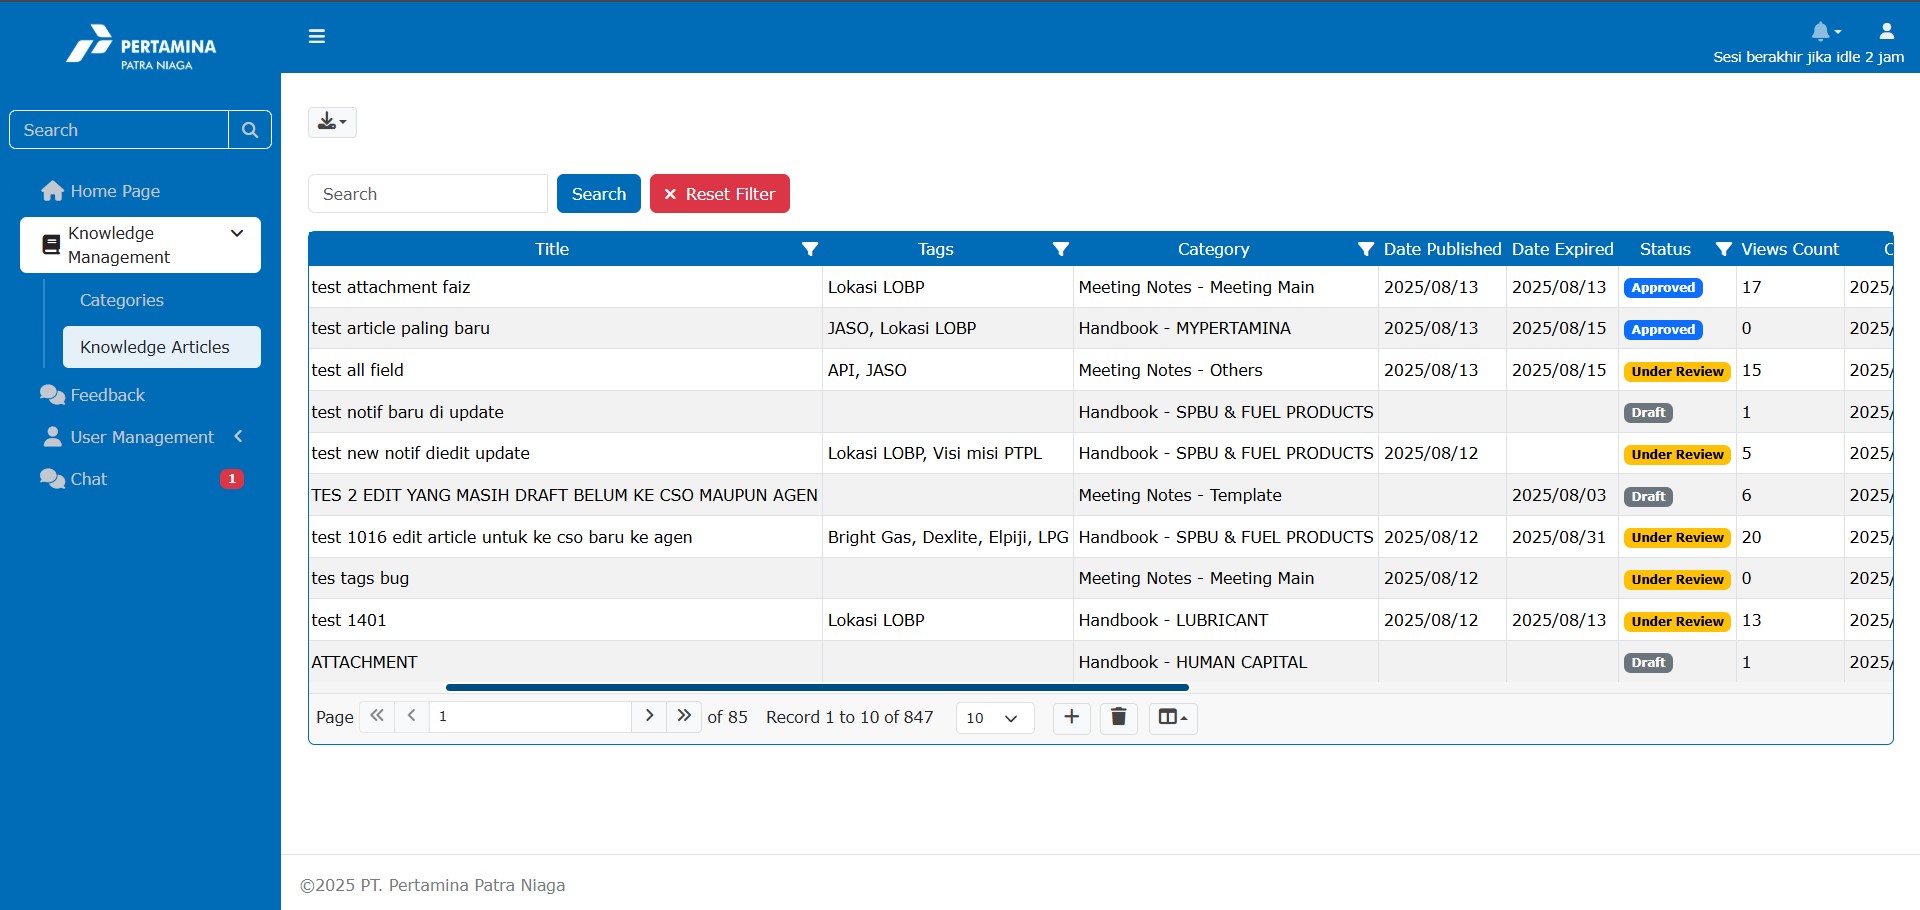 PERTAMINA
PATRA NIAGA
Sesi berakhir jika idle 2 jam
Search
Home Page
Knowledge
Management
Categories
Knowledge Articles
Feedback
User Management
Chat 1
Search Search Reset Filter
Title Tags Category Date Published Date Expired Status Views Count C
test attachment faiz Lokasi LOBP Meeting Notes - Meeting Main 2025/08/13 2025/08/13 Approved 17 2025/
test article paling baru JASO, Lokasi LOBP Handbook - MYPERTAMINA 2025/08/13 2025/08/15 Approved 0 2025/
test all field API, JASO Meeting Notes - Others 2025/08/13 2025/08/15 Under Review 15 2025/
test notif baru di update Handbook - SPBU & FUEL PRODUCTS Draft 1 2025/
test new notif diedit update Lokasi LOBP, Visi misi PTPL Handbook - SPBU & FUEL PRODUCTS 2025/08/12 Under Review 5 2025/
TES 2 EDIT YANG MASIH DRAFT BELUM KE CSO MAUPUN AGEN Meeting Notes - Template 2025/08/03 Draft 6 2025/
test 1016 edit article untuk ke cso baru ke agen Bright Gas, Dexlite, Elpiji, LPG Handbook - SPBU & FUEL PRODUCTS 2025/08/12 2025/08/31 Under Review 20 2025/
tes tags bug Meeting Notes - Meeting Main 2025/08/12 Under Review 0 2025/
test 1401 Lokasi LOBP Handbook - LUBRICANT 2025/08/12 2025/08/13 Under Review 13 2025/
ATTACHMENT Handbook - HUMAN CAPITAL Draft 1 2025/
Page 1 of 85 Record 1 to 10 of 847 10
©2025 PT. Pertamina Patra Niaga